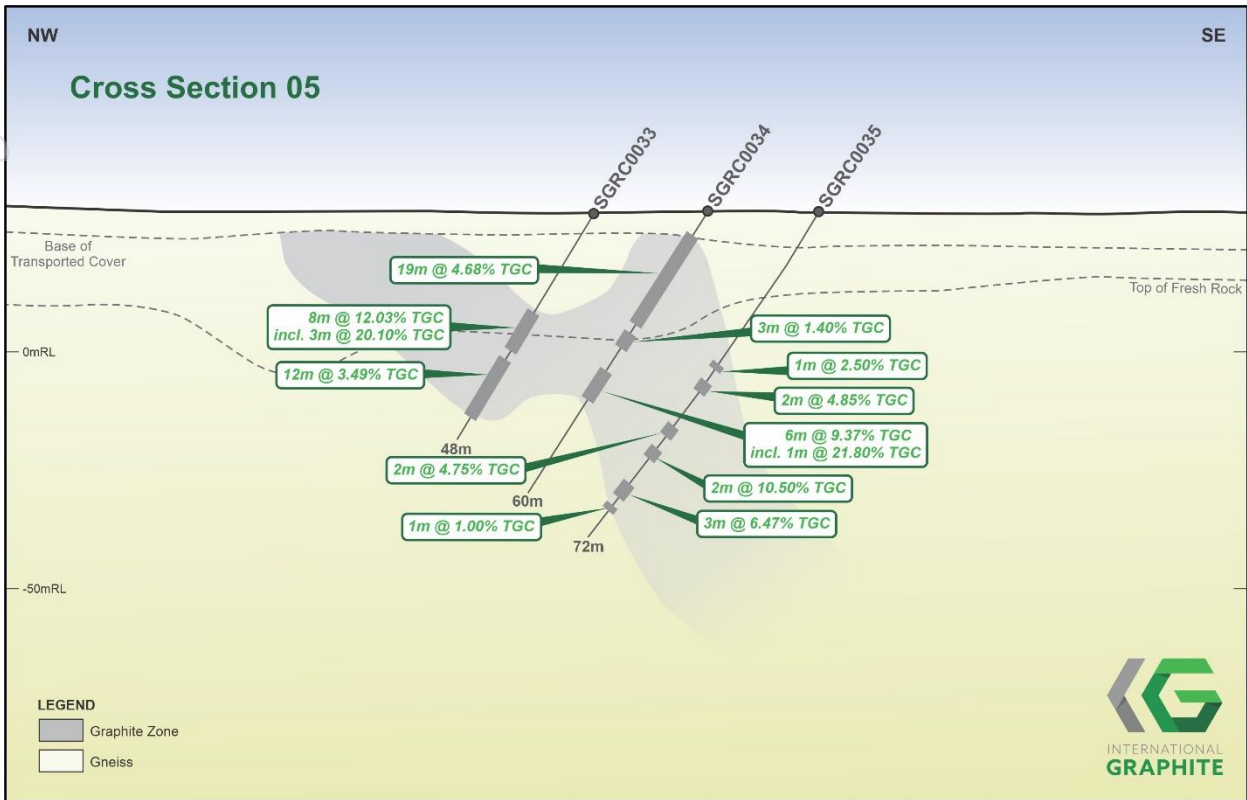 NW
SE
Cross Section 05
SGRC0033
SGRC0034
SGRC0035
Base of
Transported Cover
19m @ 4.68% TGC
Top of Fresh Rock
8m @ 12.03% TGC
incl. 3m @ 20.10% TGC
3m @ 1.40% TGC
0mRL
1m @ 2.50% TGC
12m @ 3.49% TGC
2m @ 4.85% TGC
6m @ 9.37% TGC
incl. 1m @ 21.80% TGC
48m
2m @ 4.75% TGC
2m @ 10.50% TGC
60m
1m @ 1.00% TGC
3m @ 6.47% TGC
72m
-50mRL
LEGEND
Graphite Zone
Gneiss
INTERNATIONAL
GRAPHITE